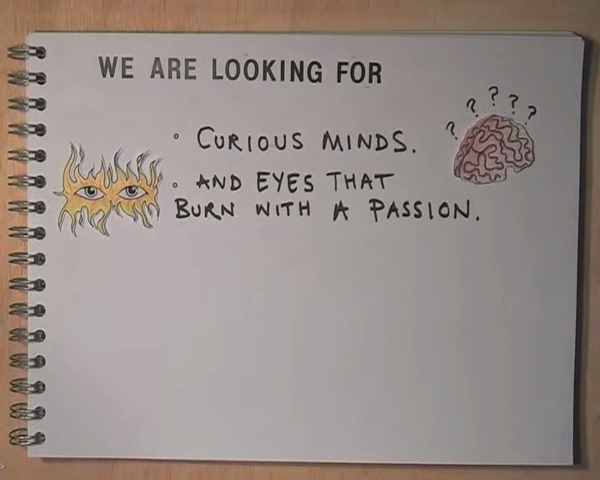 WE ARE LOOKING FOR
• CURIOUS MINDS.
• AND EYES THAT
BURN WITH A PASSION.
? ? ? ? ?